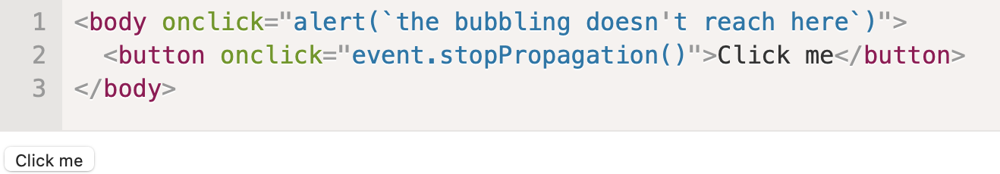 1 <body onclick="alert(`the bubbling doesn't reach here`)">
2   <button onclick="event.stopPropagation()">Click me</button>
3 </body>
Click me